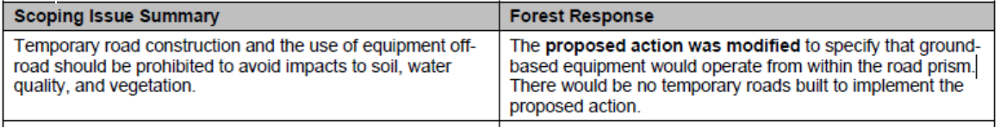 Scoping Issue Summary
Forest Response
Temporary road construction and the use of equipment off-
road should be prohibited to avoid impacts to soil, water
quality, and vegetation.
The proposed action was modified to specify that ground-
based equipment would operate from within the road prism.
There would be no temporary roads built to implement the
proposed action.